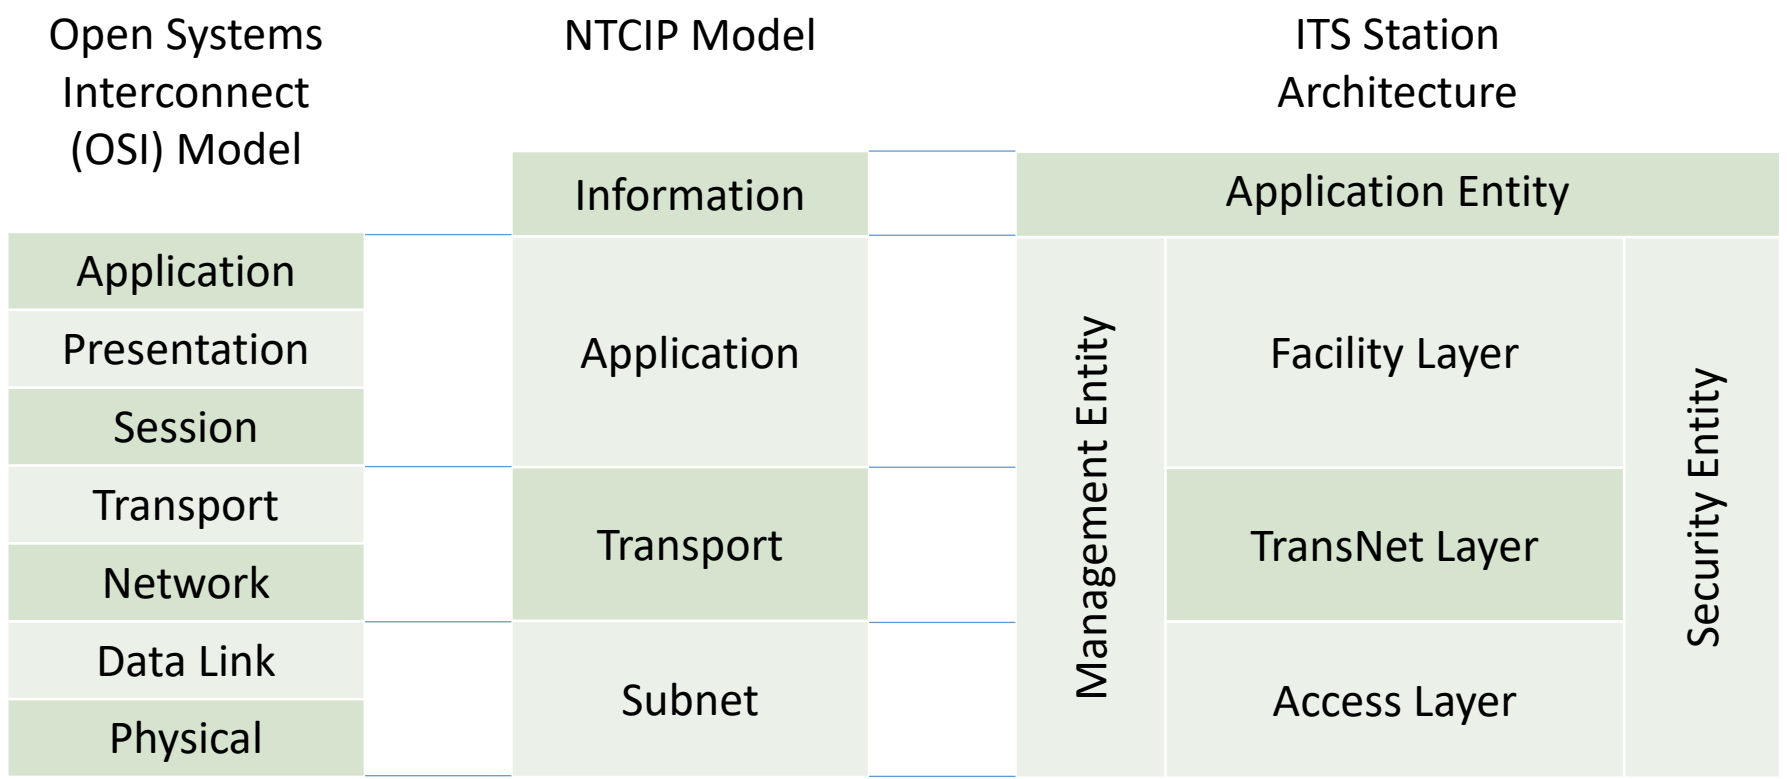 Open Systems
Interconnect
(OSI) Model
NTCIP Model
ITS Station
Architecture
Information
Application Entity
Application
Presentation
Session
Transport
Network
Data Link
Physical
Application
Transport
Subnet
Management Entity
Facility Layer
TransNet Layer
Access Layer
Security Entity